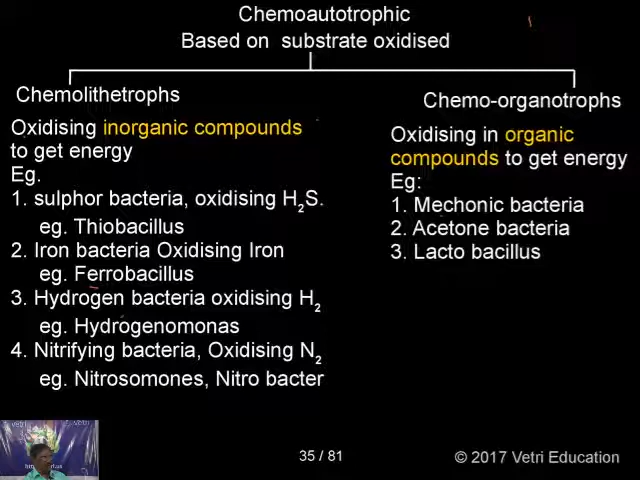 Chemoautotrophic
Based on substrate oxidised
Chemolithetrophs
Oxidising inorganic compounds
to get energy
Eg.
1. sulphor bacteria, oxidising H₂S.
eg. Thiobacillus
2. Iron bacteria Oxidising Iron
eg. Ferrobacillus
3. Hydrogen bacteria oxidising H₂
eg. Hydrogenomonas
4. Nitrifying bacteria, Oxidising N₂
eg. Nitrosomones, Nitro bacter
Chemo-organotrophs
Oxidising in organic
compounds to get energy
Eg:
1. Mechonic bacteria
2. Acetone bacteria
3. Lacto bacillus
35 / 81
© 2017 Vetri Education